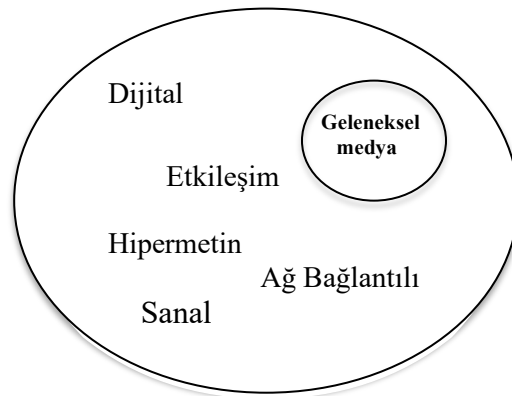 Dijital
Geleneksel
medya
Etkileşim
Hipermetin
Ağ Bağlantılı
Sanal